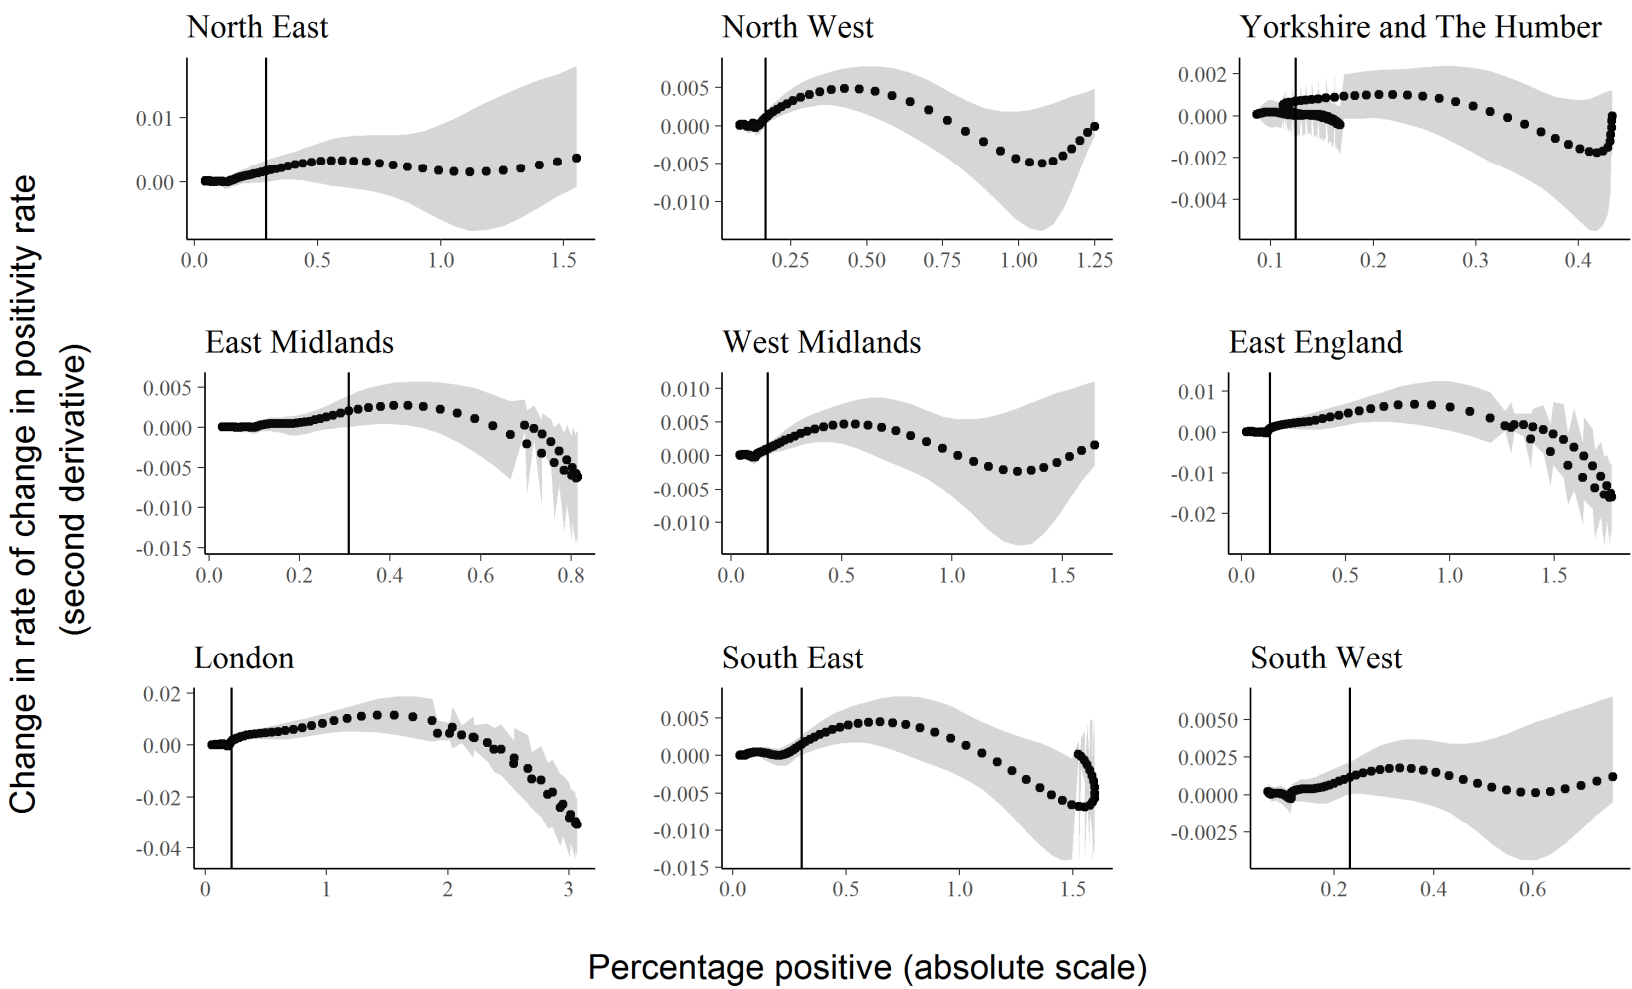 Change in rate of change in positivity rate
(second derivative)
North East
0.01
0.00
0.0 0.5 1.0 1.5
North West
0.005
0.000
-0.005
-0.010
0.25 0.50 0.75 1.00 1.25
Yorkshire and The Humber
0.002
0.000
-0.002
-0.004
0.1 0.2 0.3 0.4
East Midlands
0.005
0.000
-0.005
-0.010
-0.015
0.0 0.2 0.4 0.6 0.8
West Midlands
0.010
0.005
0.000
-0.005
-0.010
0.0 0.5 1.0 1.5
East England
0.01
0.00
-0.01
-0.02
0.0 0.5 1.0 1.5
London
0.02
0.00
-0.02
-0.04
0 1 2 3
South East
0.005
0.000
-0.005
-0.010
-0.015
0.0 0.5 1.0 1.5
South West
0.0050
0.0025
0.0000
-0.0025
0.2 0.4 0.6
Percentage positive (absolute scale)